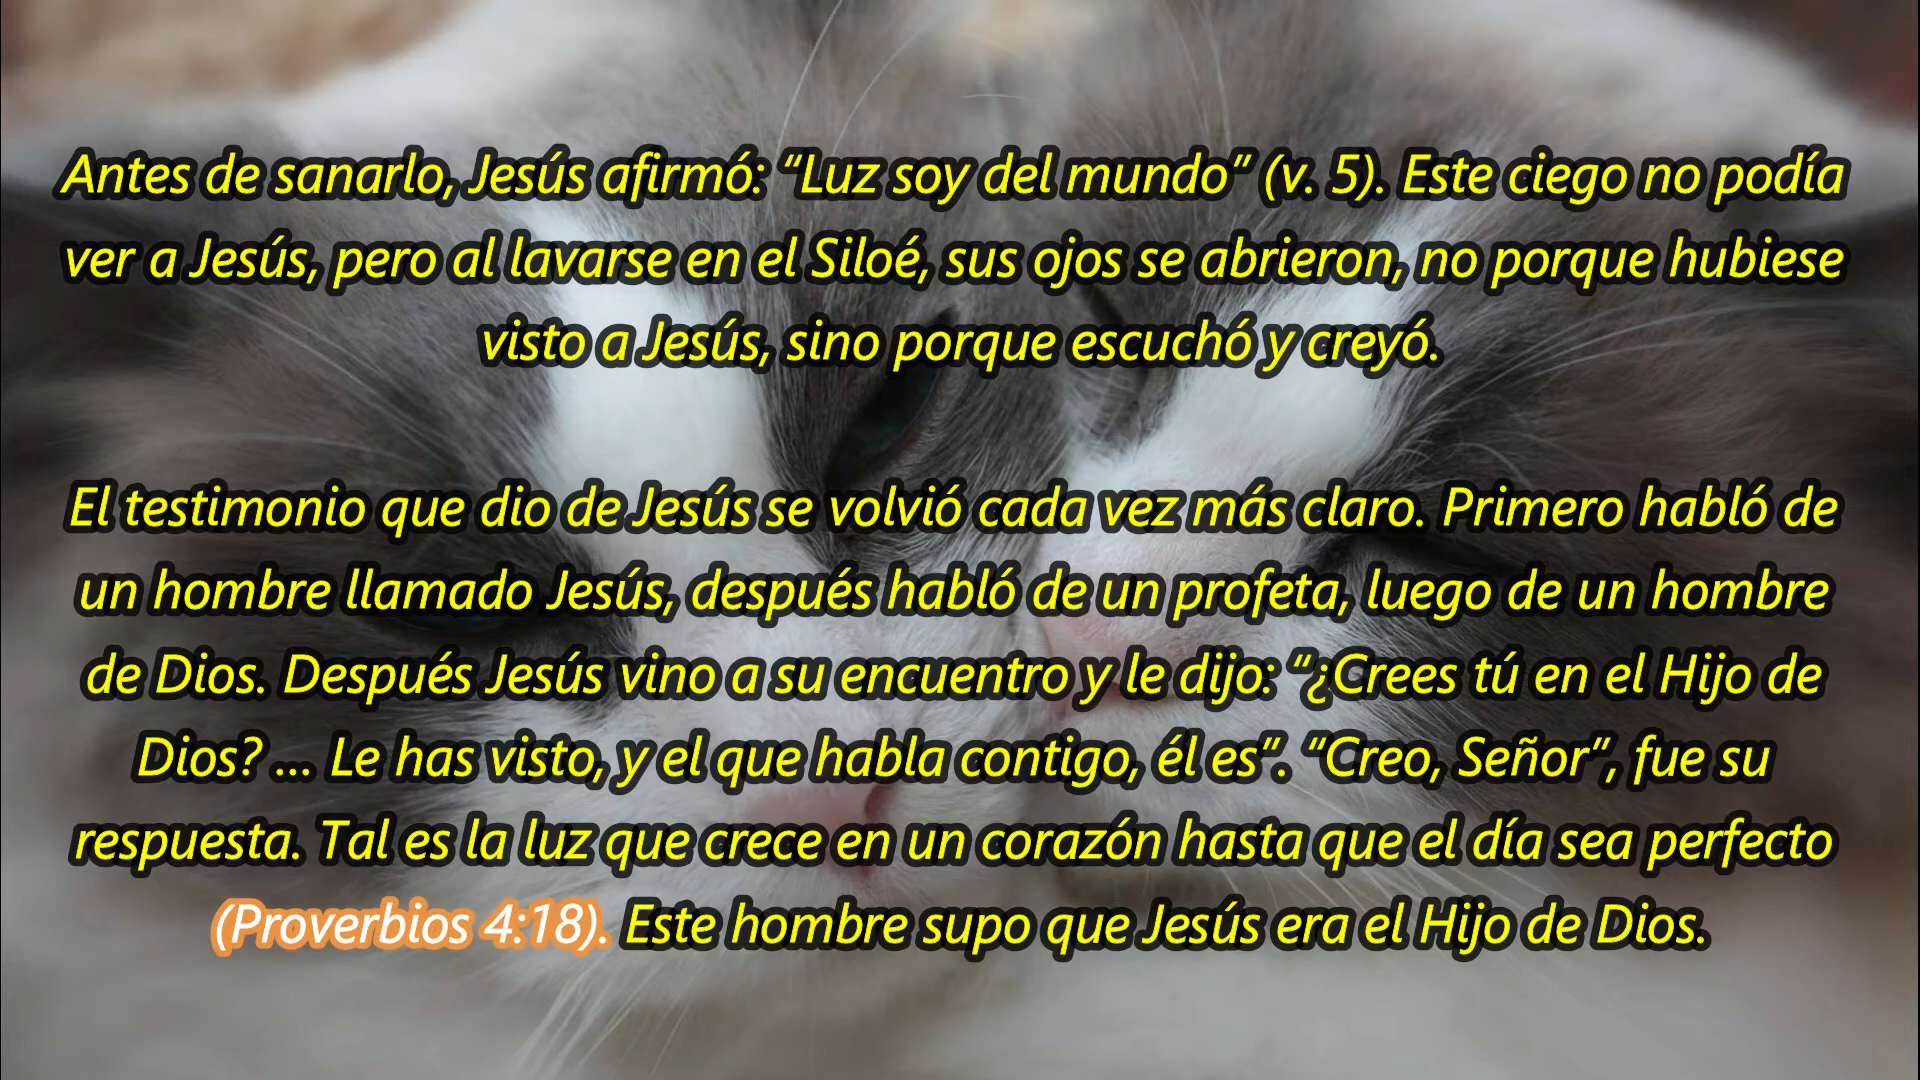 Antes de sanarlo, Jesús afirmó: “Luz soy del mundo” (v. 5). Este ciego no podía
ver a Jesús, pero al lavarse en el Siloé, sus ojos se abrieron, no porque hubiese
visto a Jesús, sino porque escuchó y creyó.
El testimonio que dio de Jesús se volvió cada vez más claro. Primero habló de
un hombre llamado Jesús, después habló de un profeta, luego de un hombre
de Dios. Después Jesús vino a su encuentro y le dijo: “¿Crees tú en el Hijo de
Dios? ... Le has visto, y el que habla contigo, él es”. “Creo, Señor”, fue su
respuesta. Tal es la luz que crece en un corazón hasta que el día sea perfecto
(Proverbios 4:18). Este hombre supo que Jesús era el Hijo de Dios.